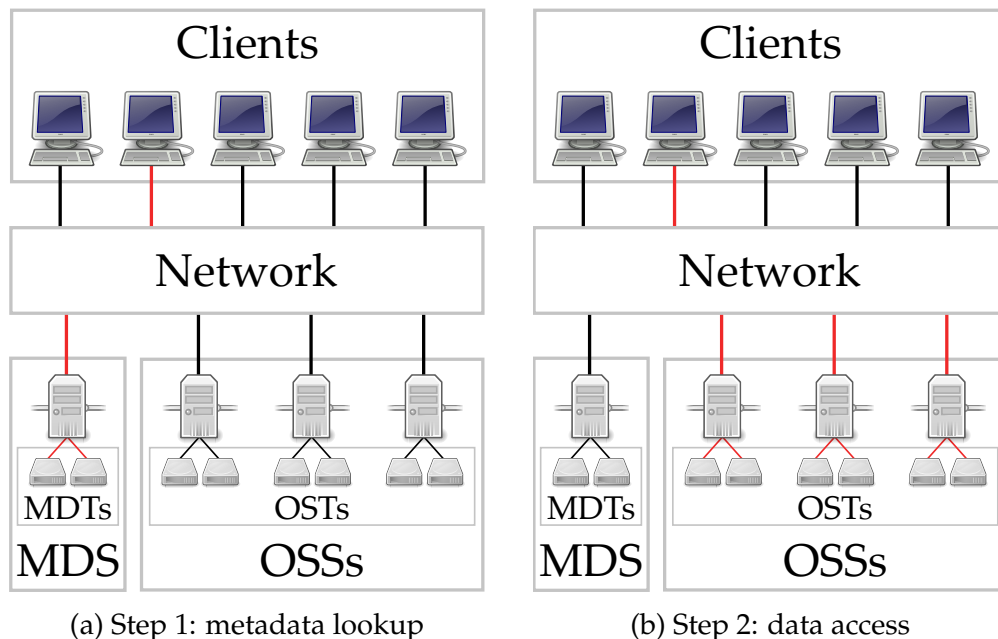 Clients
Network
MDTs
OSTs
MDS
OSSs
(a) Step 1: metadata lookup
Clients
Network
MDTs
OSTs
MDS
OSSs
(b) Step 2: data access